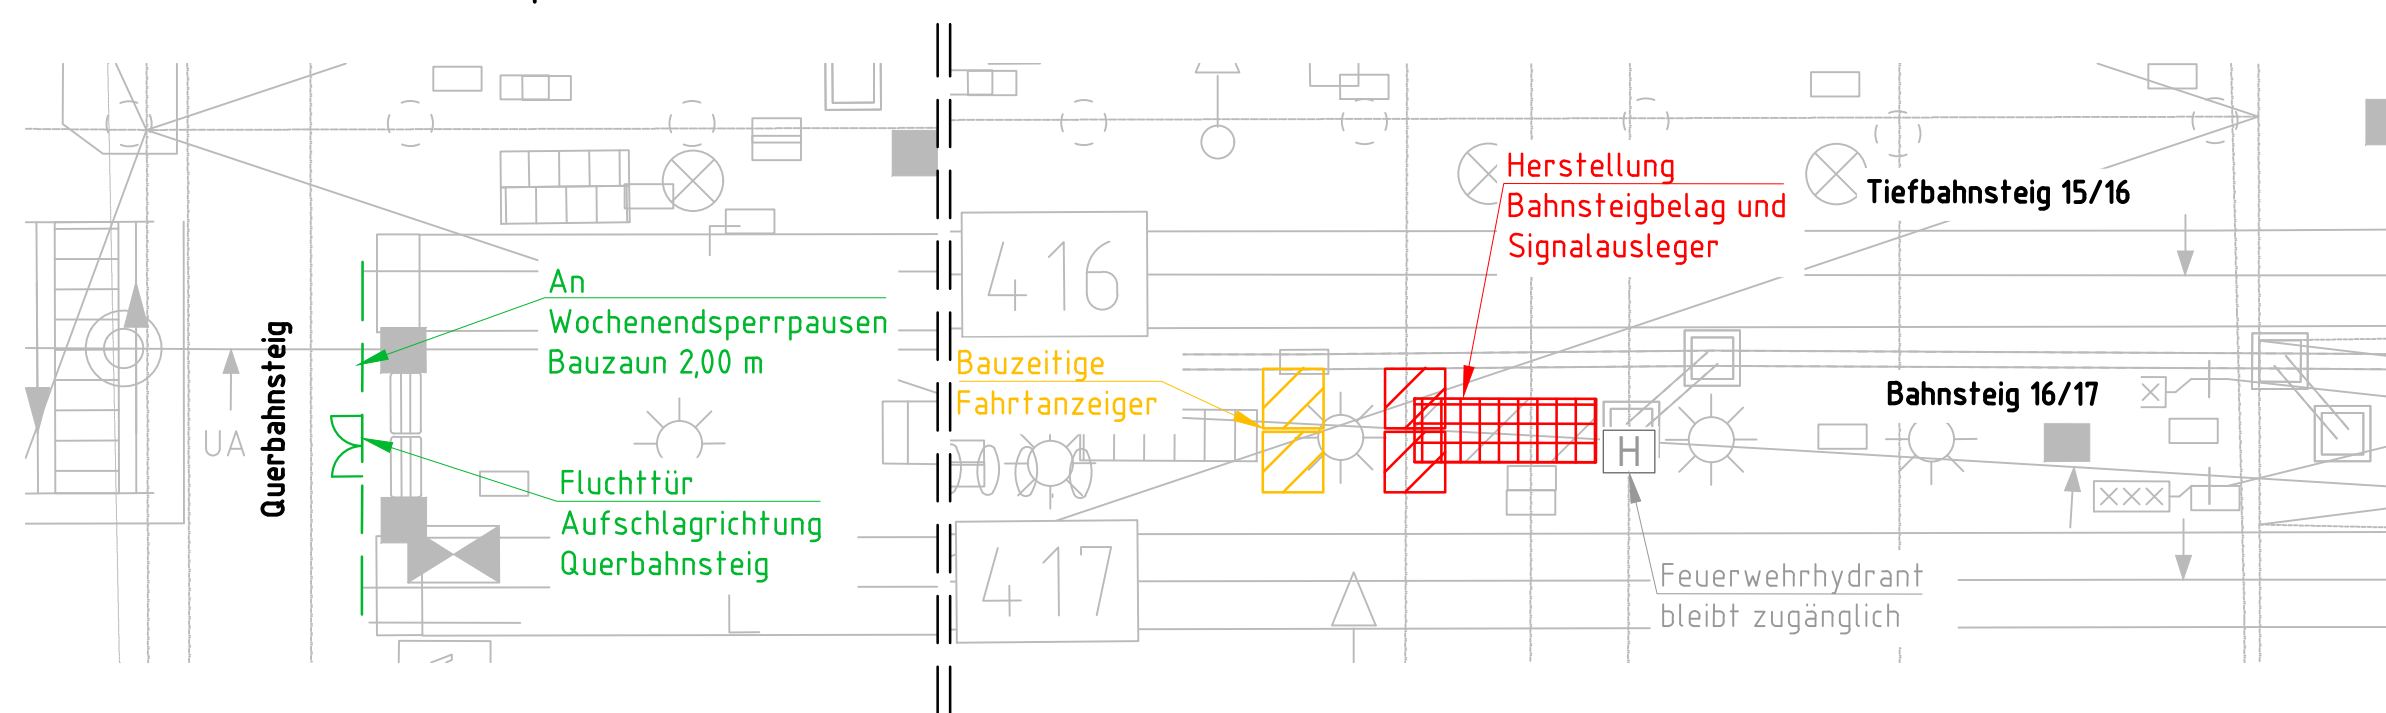 Herstellung
Bahnsteigbelag und
Signalausleger
Tiefbahnsteig 15/16
416
An
Wochenendsperrpausen
Bauzaun 2,00 m
Querbahnsteig
UA
Bauzeitige
Fahrtanzeiger
Bahnsteig 16/17
H
Fluchttür
Aufschlagrichtung
Querbahnsteig
417
Feuerwehrhydrant
bleibt zugänglich